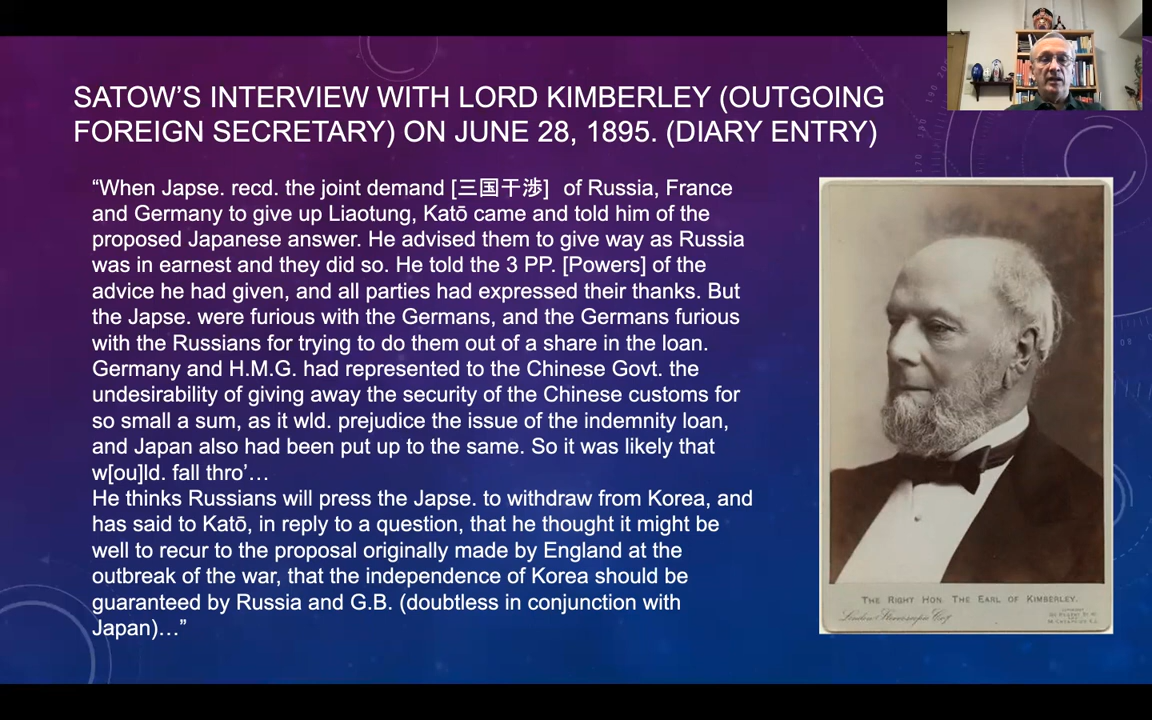 SATOW'S INTERVIEW WITH LORD KIMBERLEY (OUTGOING
FOREIGN SECRETARY) ON JUNE 28, 1895. (DIARY ENTRY)
“When Japse. recd. the joint demand [三国干渉] of Russia, France
and Germany to give up Liaotung, Katō came and told him of the
proposed Japanese answer. He advised them to give way as Russia
was in earnest and they did so. He told the 3 PP. [Powers] of the
advice he had given, and all parties had expressed their thanks. But
the Japse. were furious with the Germans, and the Germans furious
with the Russians for trying to do them out of a share in the loan.
Germany and H.M.G. had represented to the Chinese Govt. the
undesirability of giving away the security of the Chinese customs for
so small a sum, as it wld. prejudice the issue of the indemnity loan,
and Japan also had been put up to the same. So it was likely that
w[ou]ld. fall thro’…
He thinks Russians will press the Japse. to withdraw from Korea, and
has said to Katō, in reply to a question, that he thought it might be
well to recur to the proposal originally made by England at the
outbreak of the war, that the independence of Korea should be
guaranteed by Russia and G.B. (doubtless in conjunction with
Japan)…”
THE RIGHT HON. THE EARL OF KIMBERLEY.
London Stereoscopic Coy